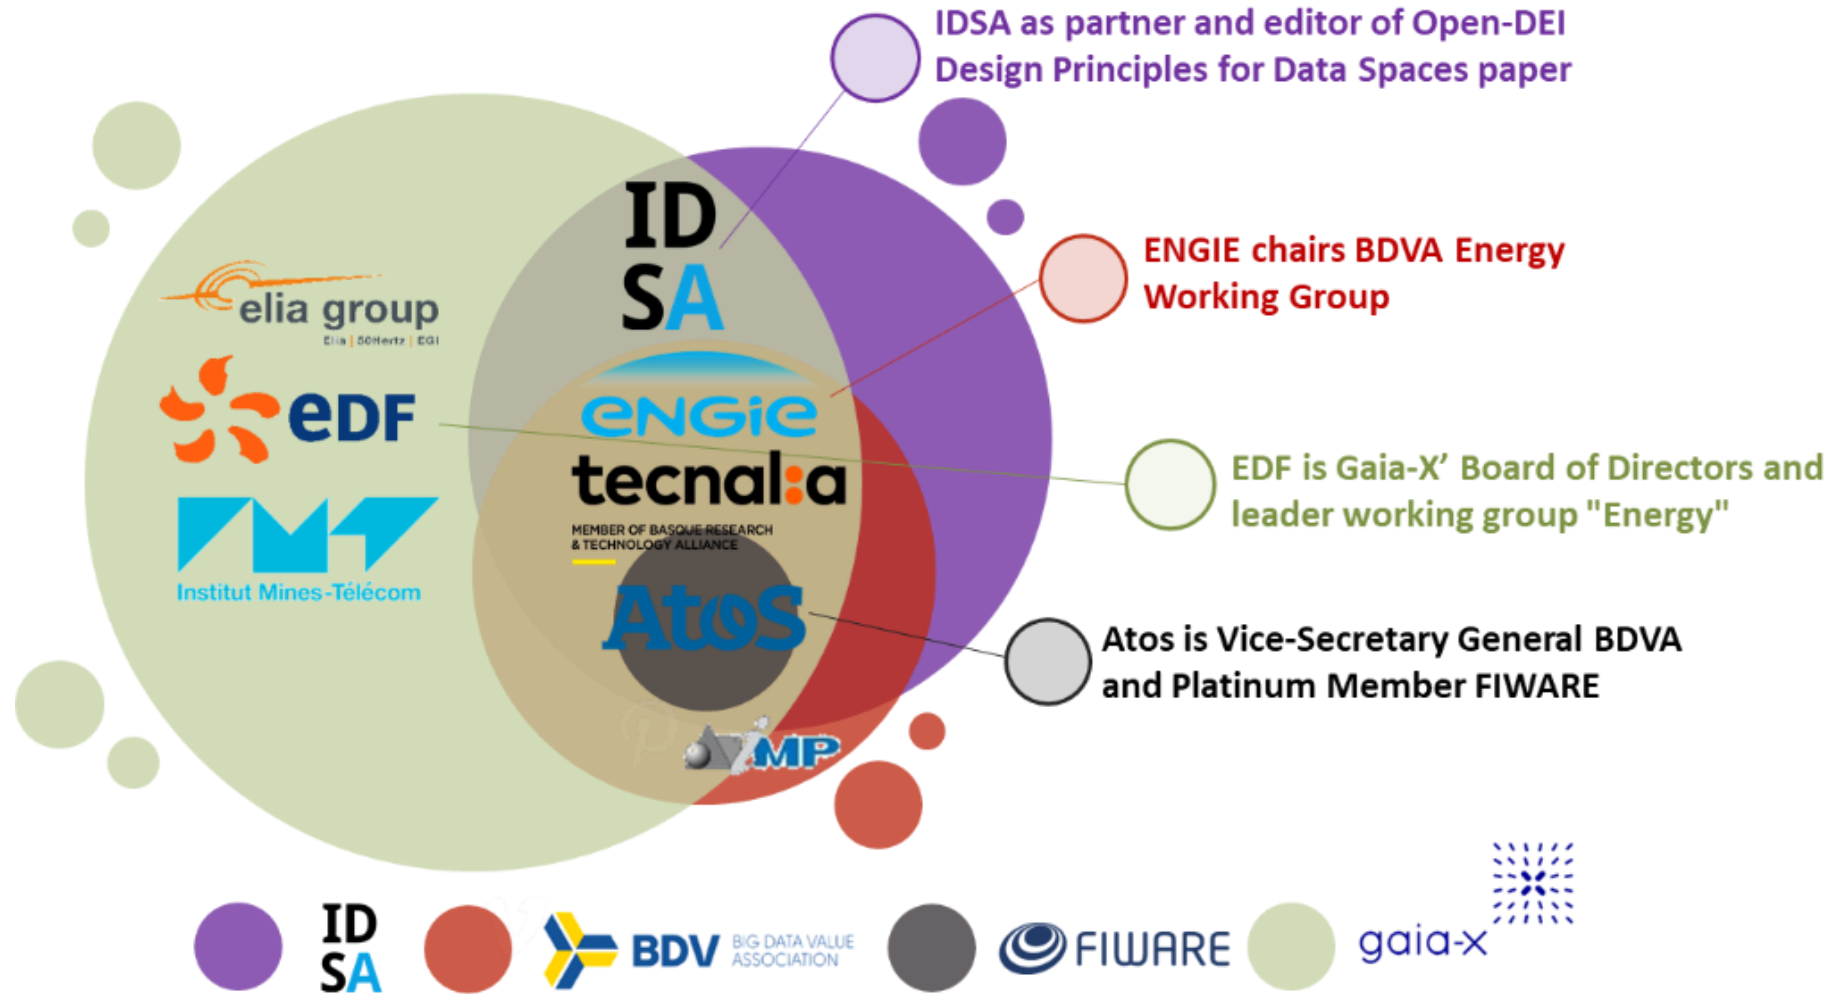 IDSA as partner and editor of Open-DEI
Design Principles for Data Spaces paper
ID
SA
ENGIE chairs BDVA Energy
Working Group
elia group
Elia | 50Hertz | EGI
eDF
ENGIE
tecnal:a
MEMBER OF BASQUE RESEARCH
& TECHNOLOGY ALLIANCE
EDF is Gaia-X’ Board of Directors and
leader working group "Energy"
IMT
Institut Mines-Télécom
Atos
Atos is Vice-Secretary General BDVA
and Platinum Member FIWARE
MP
ID
SA
BDV BIG DATA VALUE
ASSOCIATION
FIWARE
gaia-x